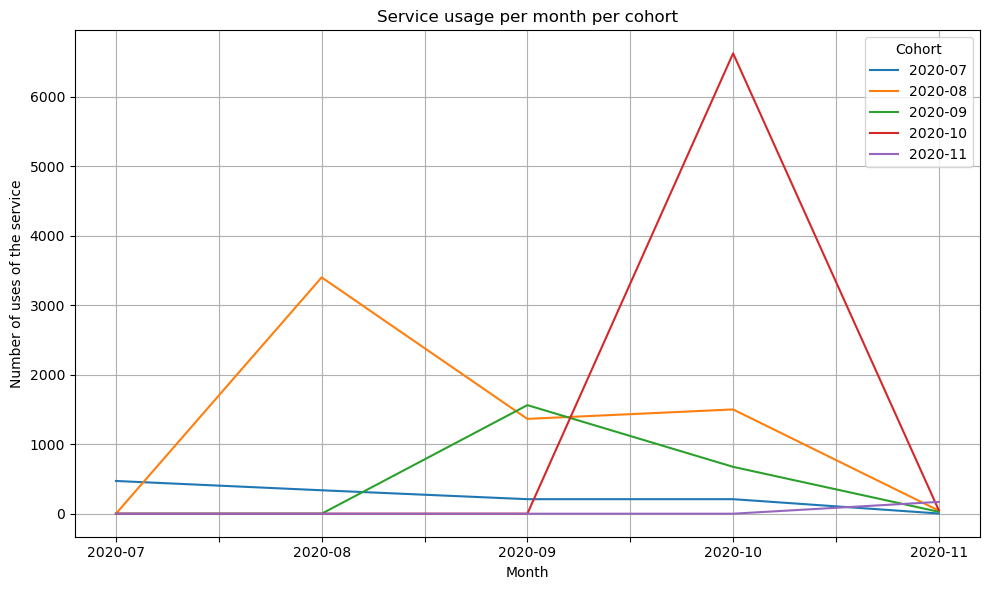 Service usage per month per cohort
Cohort
2020-07
2020-08
2020-09
2020-10
2020-11
Number of uses of the service
6000
5000
4000
3000
2000
1000
0
2020-07 2020-08 2020-09 2020-10 2020-11
Month